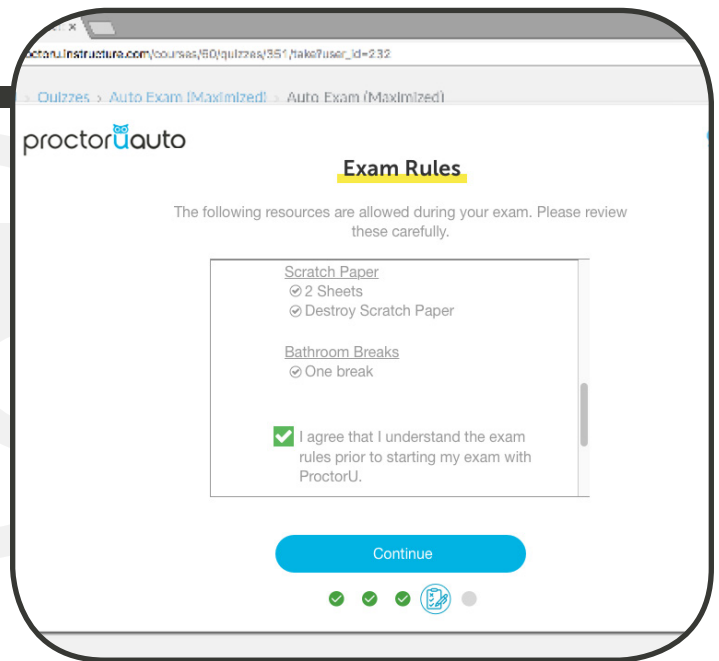 octoru.instructure.com/courses/60/quizzes/351/take?user_id=232
Quizzes > Auto Exam (Maximized) > Auto Exam (Maximized)
proctoruauto
Exam Rules
The following resources are allowed during your exam. Please review
these carefully.
Scratch Paper
2 Sheets
Destroy Scratch Paper
Bathroom Breaks
One break
I agree that I understand the exam
rules prior to starting my exam with
ProctorU.
Continue